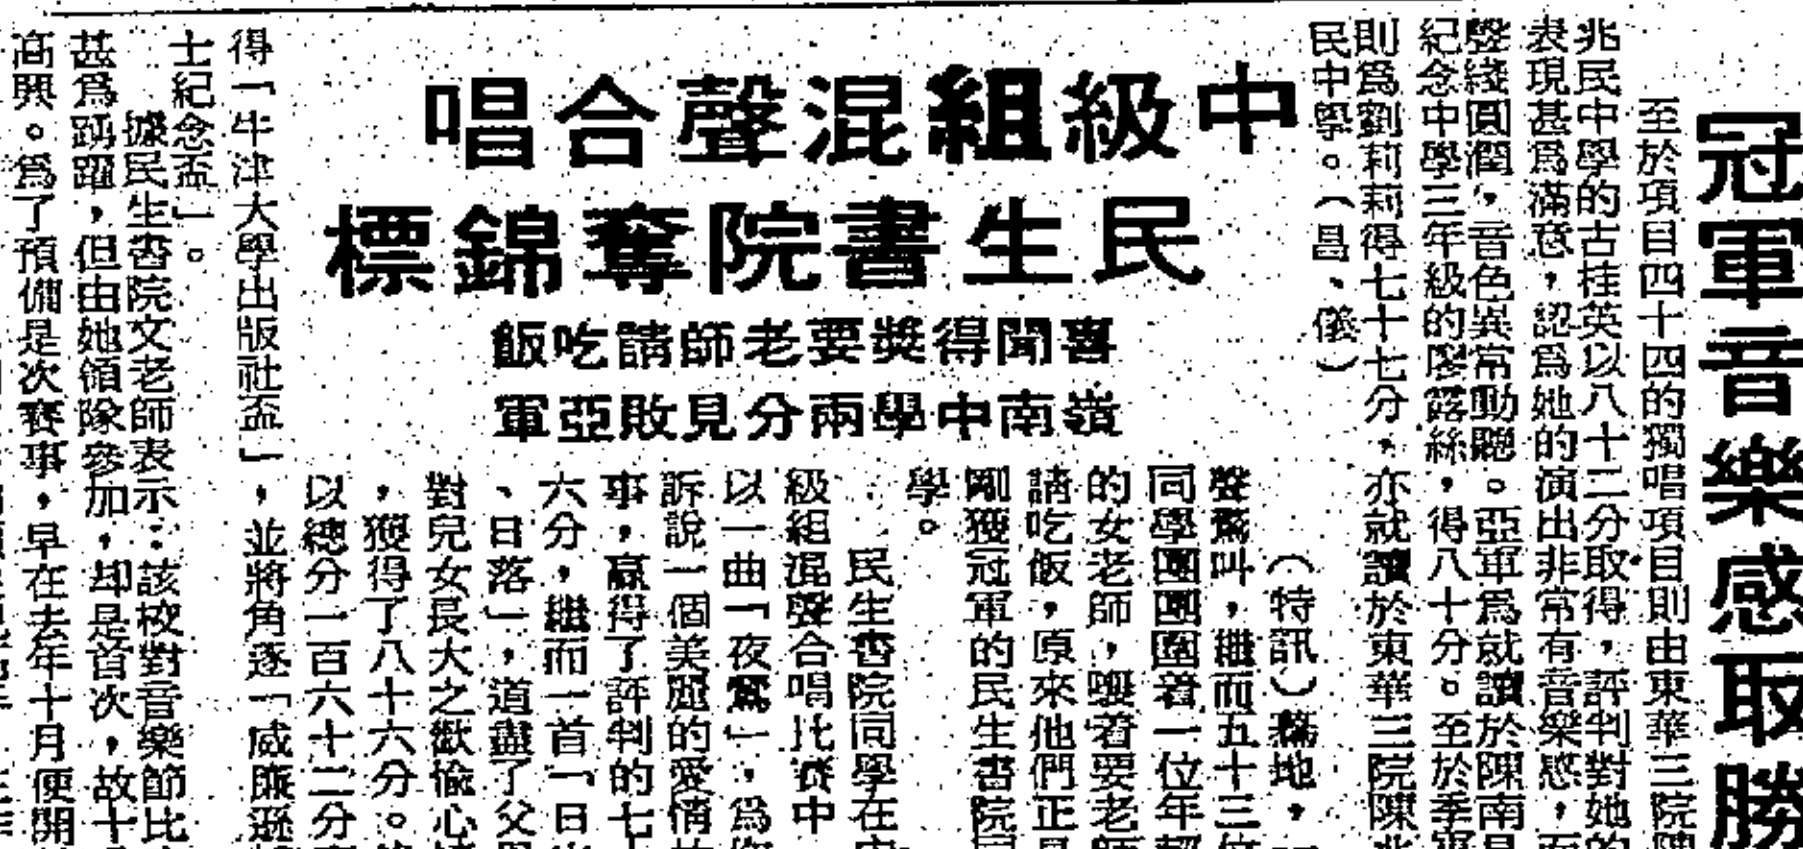 冠軍音樂感取勝
至於項目四十四的獨唱項目則由東華三院陳
兆民中學的古桂英以八十二分取得，評判對她的
表現甚為滿意，認為她的演出非常有音樂感，而
聲綫圓潤，音色異常動聽。亞軍為就讀於陳南昌
紀念中學三年級的廖露絲，得八十分。至於季軍
則為劉莉莉得七十七分，亦就讀於東華三院陳兆
民中學。（昌、儀）
中級組混聲合唱
民生書院奪錦標
喜聞得獎要老師請吃飯
嶺南中學兩分見敗亞軍
（特訊）驀地，
聲驚叫，繼而五十三位
同學團團圍着一位年輕
的女老師，嚷着要老師
請吃飯，原來他們正是
剛獲冠軍的民生書院同
學。
民生書院同學在中
級組混聲合唱比賽中
以一曲「夜鶯」，為您
訴說一個美麗的愛情故
事，贏得了評判的七十
六分，繼而一首「日出
、日落」，道盡了父母
對兒女長大之歡愉心情
，獲得了八十六分。終
以總分一百六十二分
得「牛津大學出版社盃」，並將角逐「威廉遜
士紀念盃」。
據民生書院文老師表示：該校對音樂節比
甚為踴躍，但由她領隊參加，却是首次，故十
高興。為了預備是次賽事，早在去年十月便開